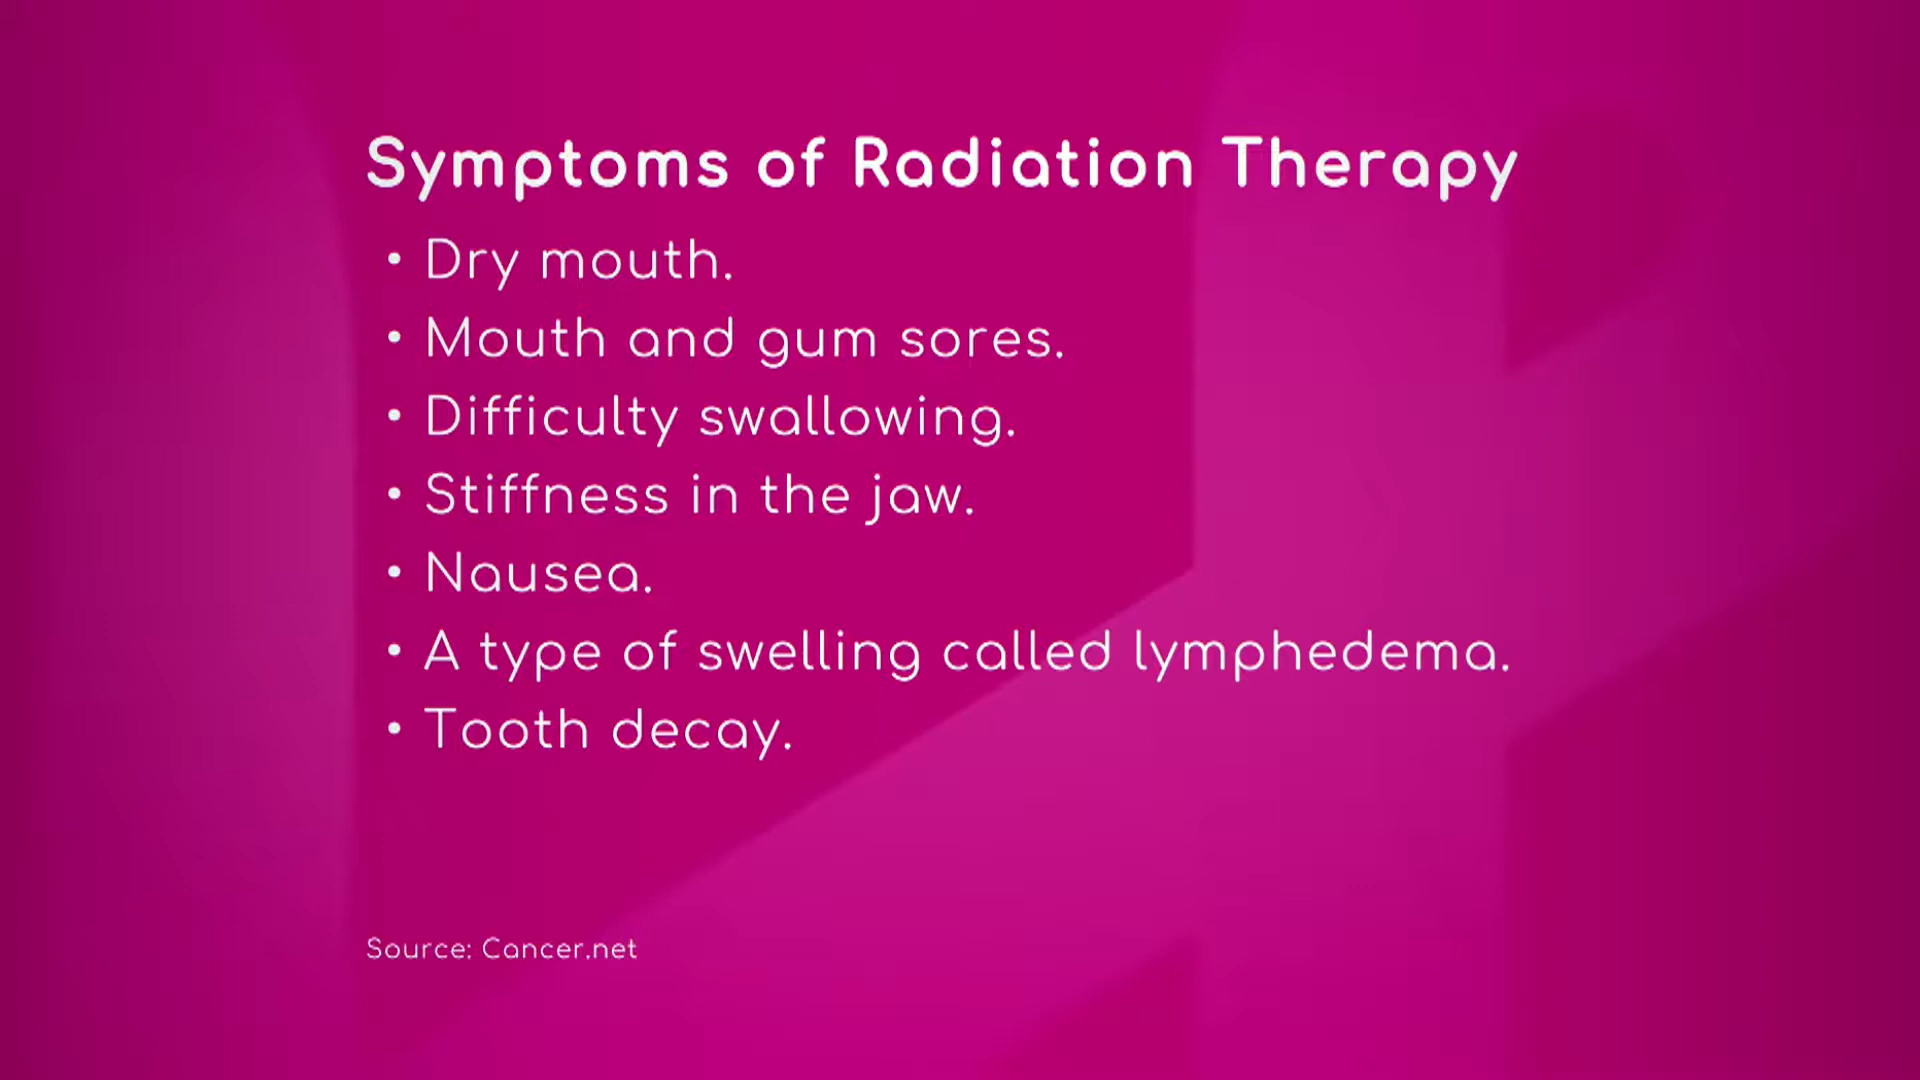 Symptoms of Radiation Therapy
• Dry mouth.
• Mouth and gum sores.
• Difficulty swallowing.
• Stiffness in the jaw.
• Nausea.
• A type of swelling called lymphedema.
• Tooth decay.
Source: Cancer.net